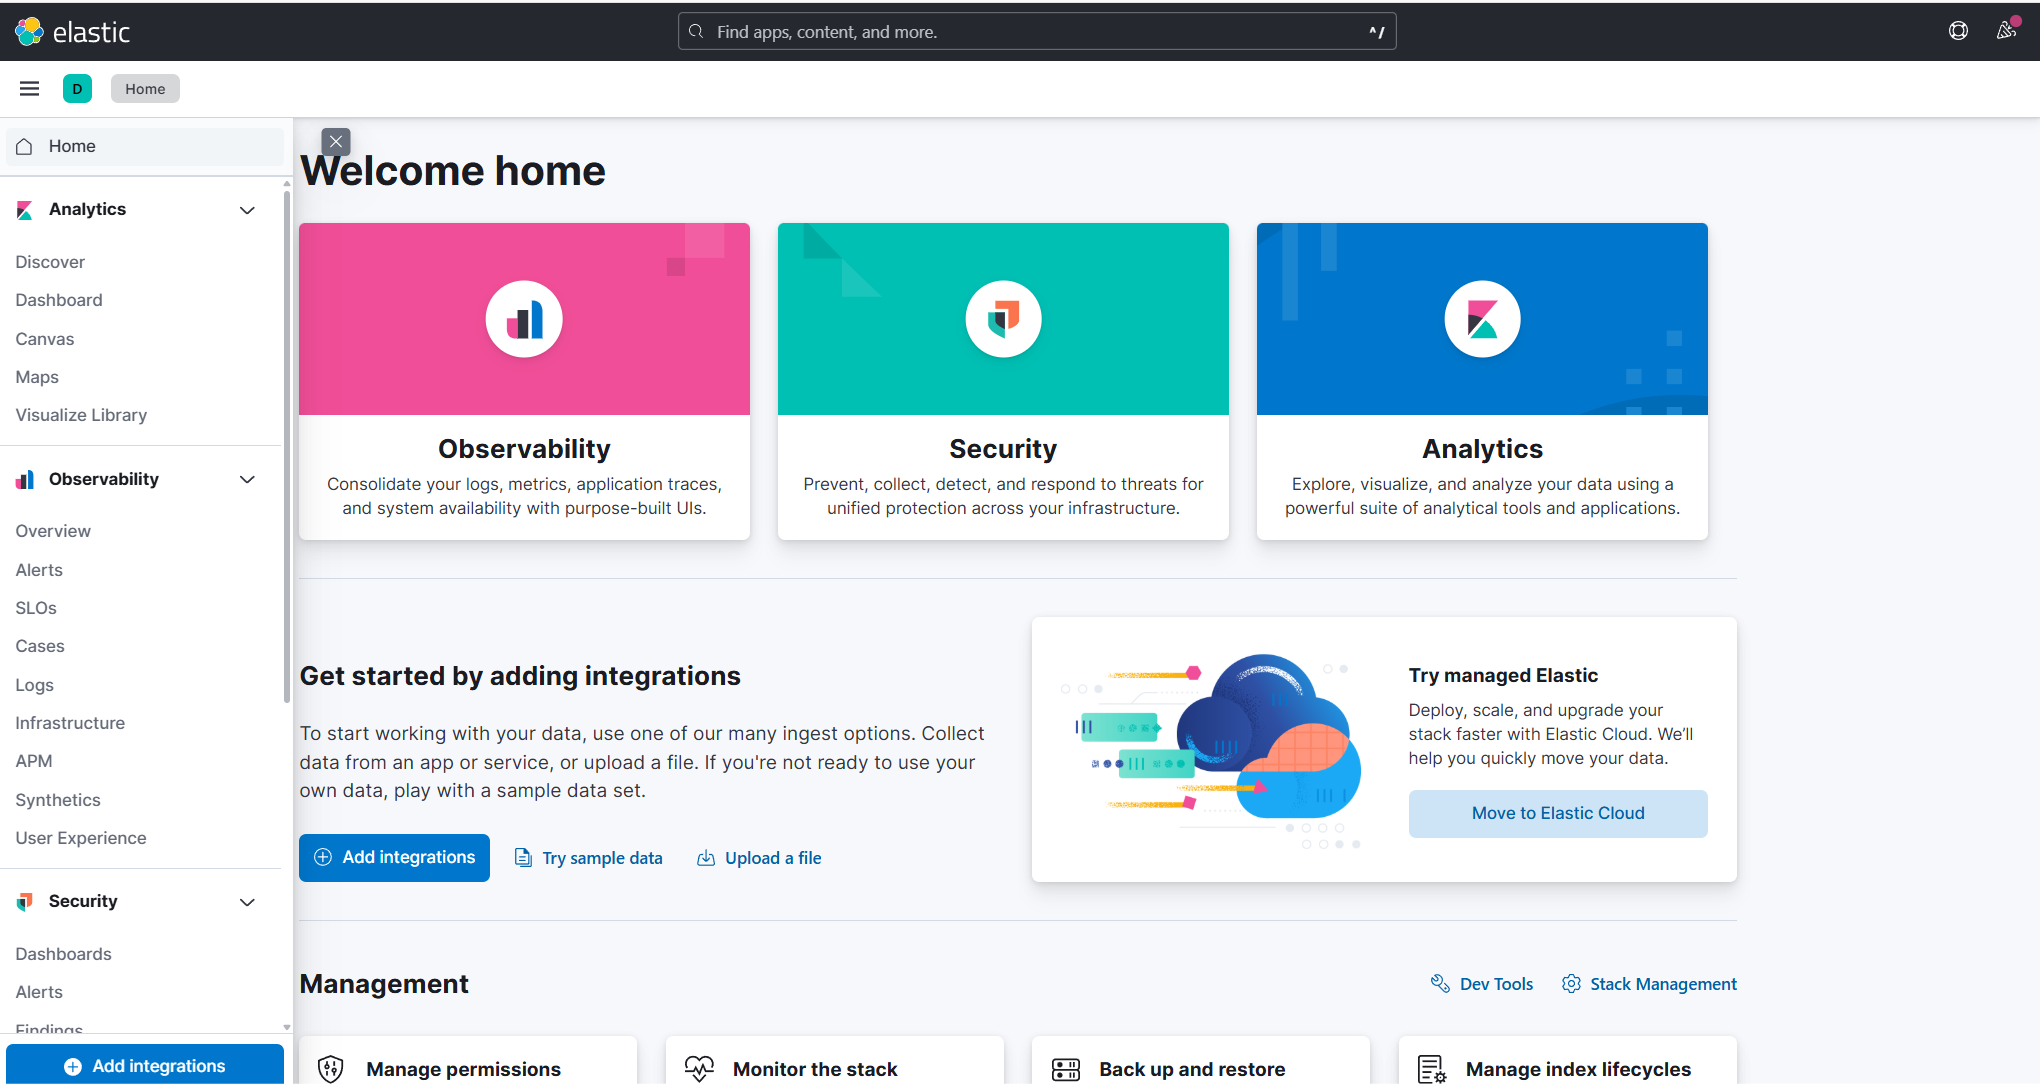 elastic
Find apps, content, and more.
^/
D
Home
Home
Analytics
Discover
Dashboard
Canvas
Maps
Visualize Library
Observability
Overview
Alerts
SLOs
Cases
Logs
Infrastructure
APM
Synthetics
User Experience
Security
Dashboards
Alerts
Findings
Add integrations
Welcome home
Observability
Consolidate your logs, metrics, application traces,
and system availability with purpose-built UIs.
Security
Prevent, collect, detect, and respond to threats for
unified protection across your infrastructure.
Analytics
Explore, visualize, and analyze your data using a
powerful suite of analytical tools and applications.
Get started by adding integrations
To start working with your data, use one of our many ingest options. Collect
data from an app or service, or upload a file. If you're not ready to use your
own data, play with a sample data set.
Add integrations
Try sample data
Upload a file
Try managed Elastic
Deploy, scale, and upgrade your
stack faster with Elastic Cloud. We’ll
help you quickly move your data.
Move to Elastic Cloud
Management
Dev Tools
Stack Management
Manage permissions
Monitor the stack
Back up and restore
Manage index lifecycles